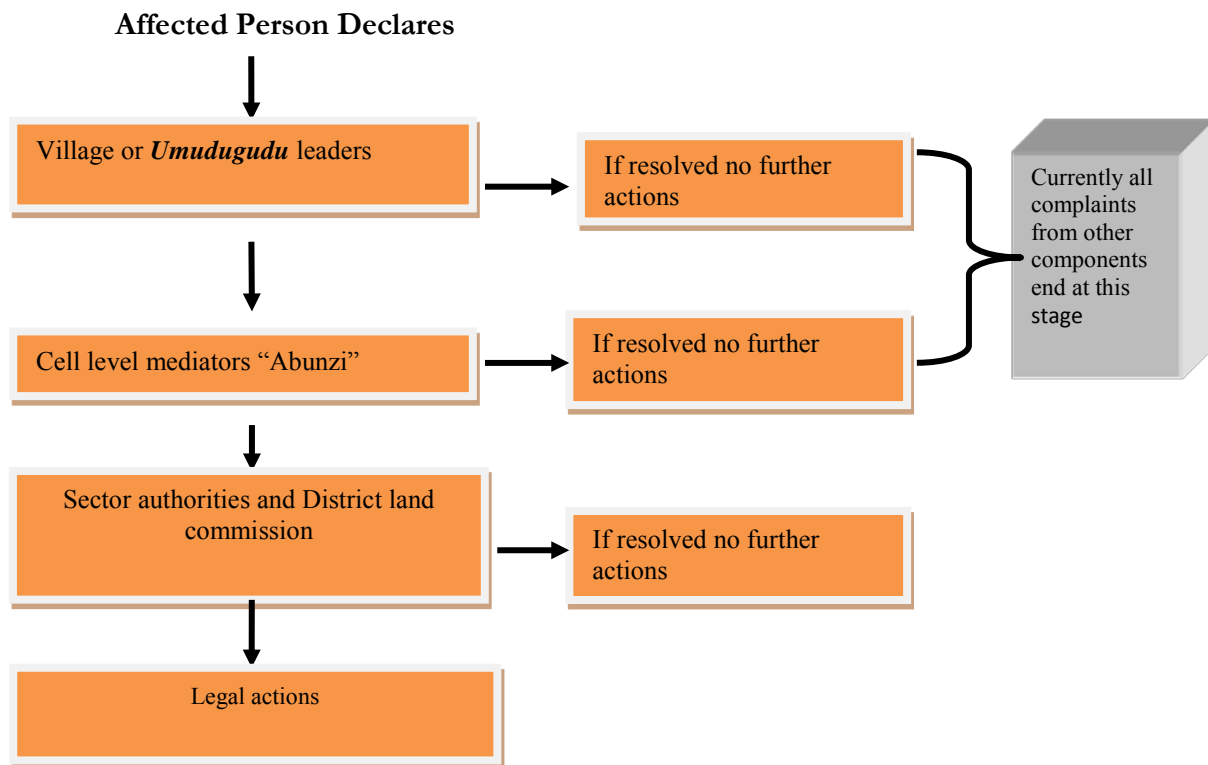 Affected Person Declares
Village or Umudugudu leaders
If resolved no further
actions
Currently all
complaints
from other
components
end at this
stage
Cell level mediators “Abunzi”
If resolved no further
actions
Sector authorities and District land
commission
If resolved no further
actions
Legal actions